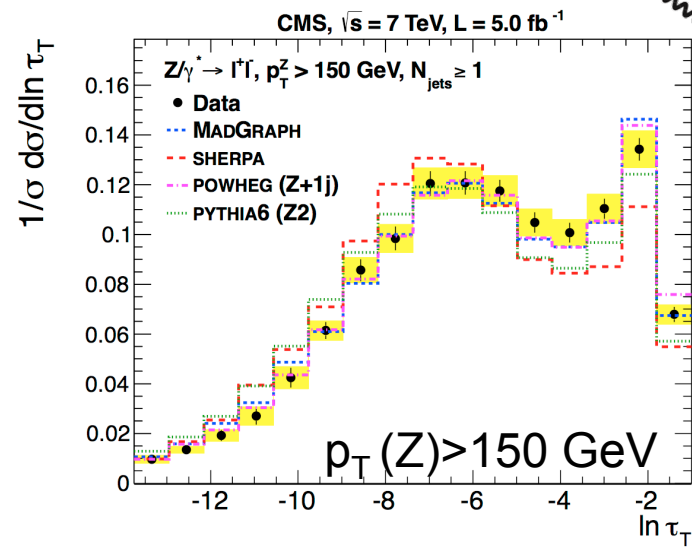 CMS, √s = 7 TeV, L = 5.0 fb⁻¹
1/σ dσ/dln τ_T
Z/γ* → l⁺l⁻, p_T^Z > 150 GeV, N_jets ≥ 1
Data
MADGRAPH
SHERPA
POWHEG (Z+1j)
PYTHIA6 (Z2)
0.16
0.14
0.12
0.1
0.08
0.06
0.04
0.02
0
p_T (Z)>150 GeV
-12 -10 -8 -6 -4 -2
ln τ_T